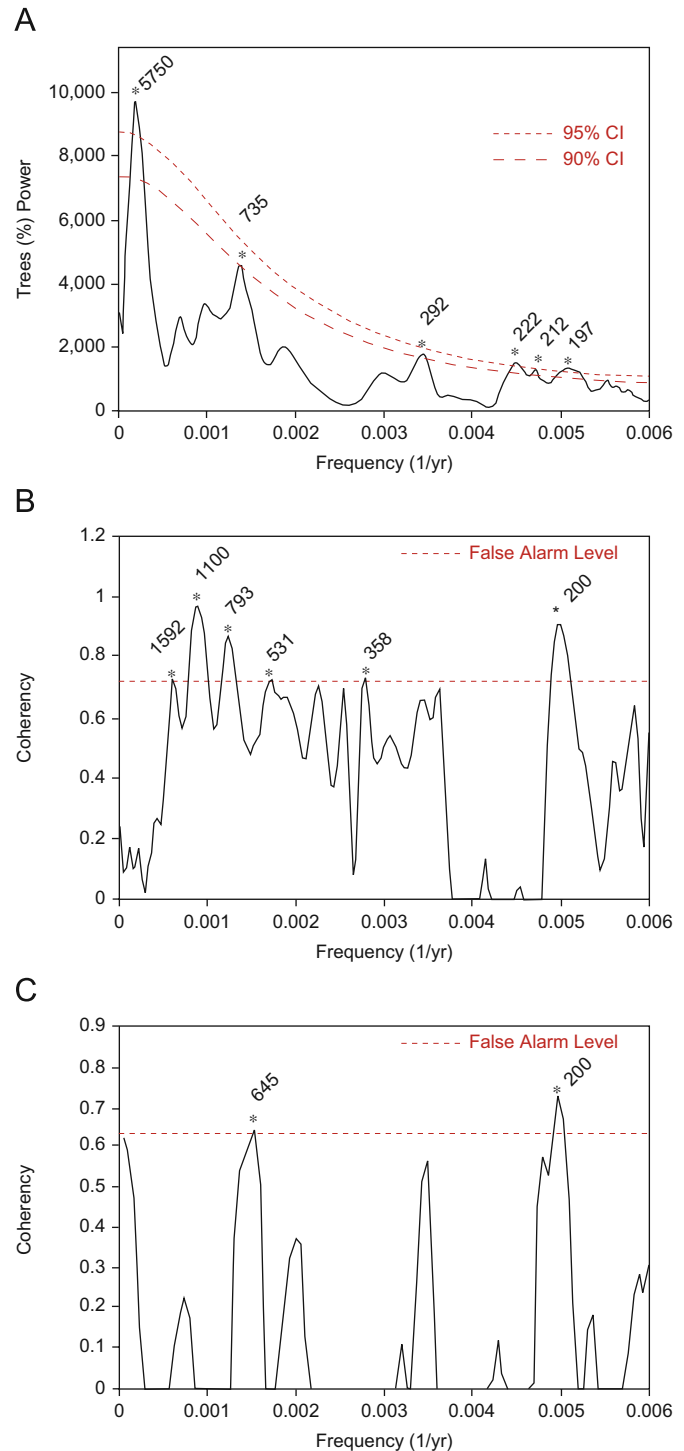 A
Trees (%) Power
10,000
8,000
6,000
4,000
2,000
0
*5750
* 735
* 292
* 222
* 212
* 197
95% CI
90% CI
0 0.001 0.002 0.003 0.004 0.005 0.006
Frequency (1/yr)
B
Coherency
1.2
1
0.8
0.6
0.4
0.2
0
* 1592
* 1100
* 793
* 531
* 358
* 200
False Alarm Level
0 0.001 0.002 0.003 0.004 0.005 0.006
Frequency (1/yr)
C
Coherency
0.9
0.8
0.7
0.6
0.5
0.4
0.3
0.2
0.1
0
* 645
* 200
False Alarm Level
0 0.001 0.002 0.003 0.004 0.005 0.006
Frequency (1/yr)